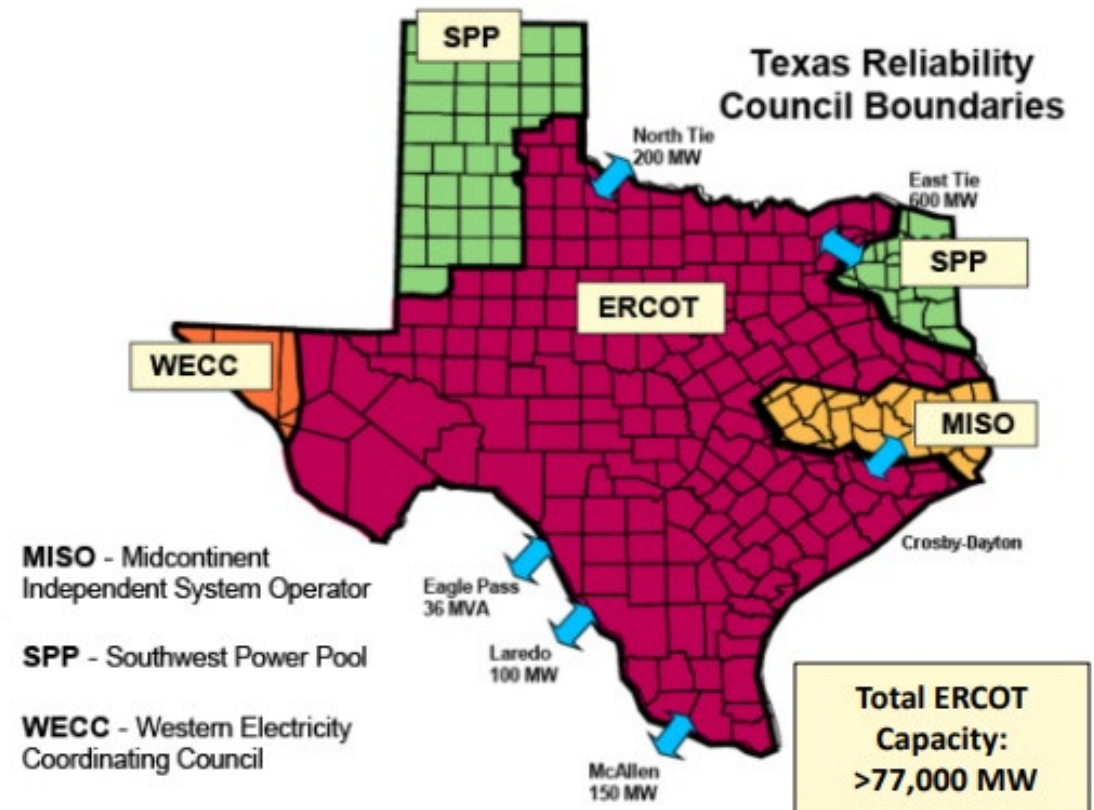 SPP
Texas Reliability
Council Boundaries
North Tie
200 MW
East Tie
600 MW
SPP
ERCOT
WECC
MISO
Crosby-Dayton
MISO - Midcontinent
Independent System Operator
Eagle Pass
36 MVA
SPP - Southwest Power Pool
Laredo
100 MW
WECC - Western Electricity
Coordinating Council
McAllen
150 MW
Total ERCOT
Capacity:
>77,000 MW